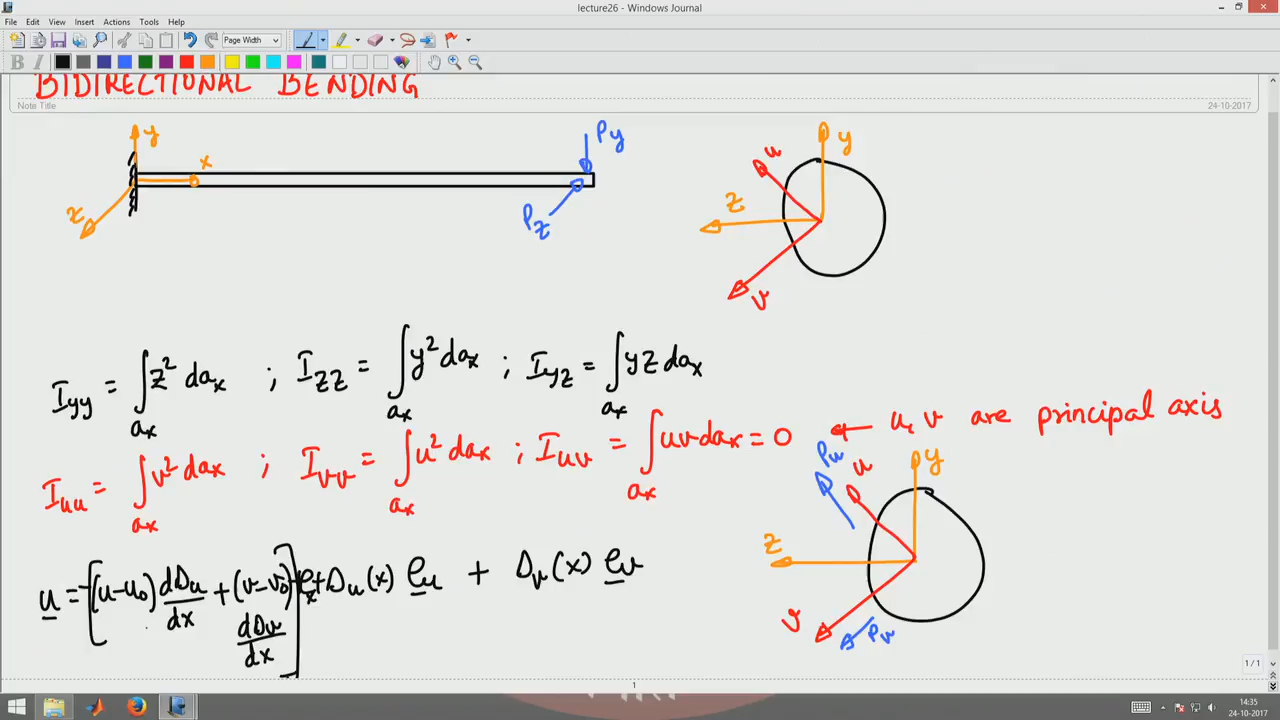 lecture26 - Windows Journal
File Edit View Insert Actions Tools Help
Page Width
B I
BIDIRECTIONAL BENDING
Note Title
24-10-2017
y
x
z
Py
Pz
y
u
z
v
Iyy = ∫ax z² dax ; Izz = ∫ax y² dax ; Iyz = ∫ax yz dax
Iuu = ∫ax v² dax ; Ivv = ∫ax u² dax ; Iuv = ∫ax uv dax = 0 ← u, v are principal axis
Pu
u
y
z
v
Pv
u = -[(u-u₀) dΔu/dx + (v-v₀) dΔv/dx] ex + Δu(x) eu + Δv(x) ev
1/1
1
14:35
24-10-2017